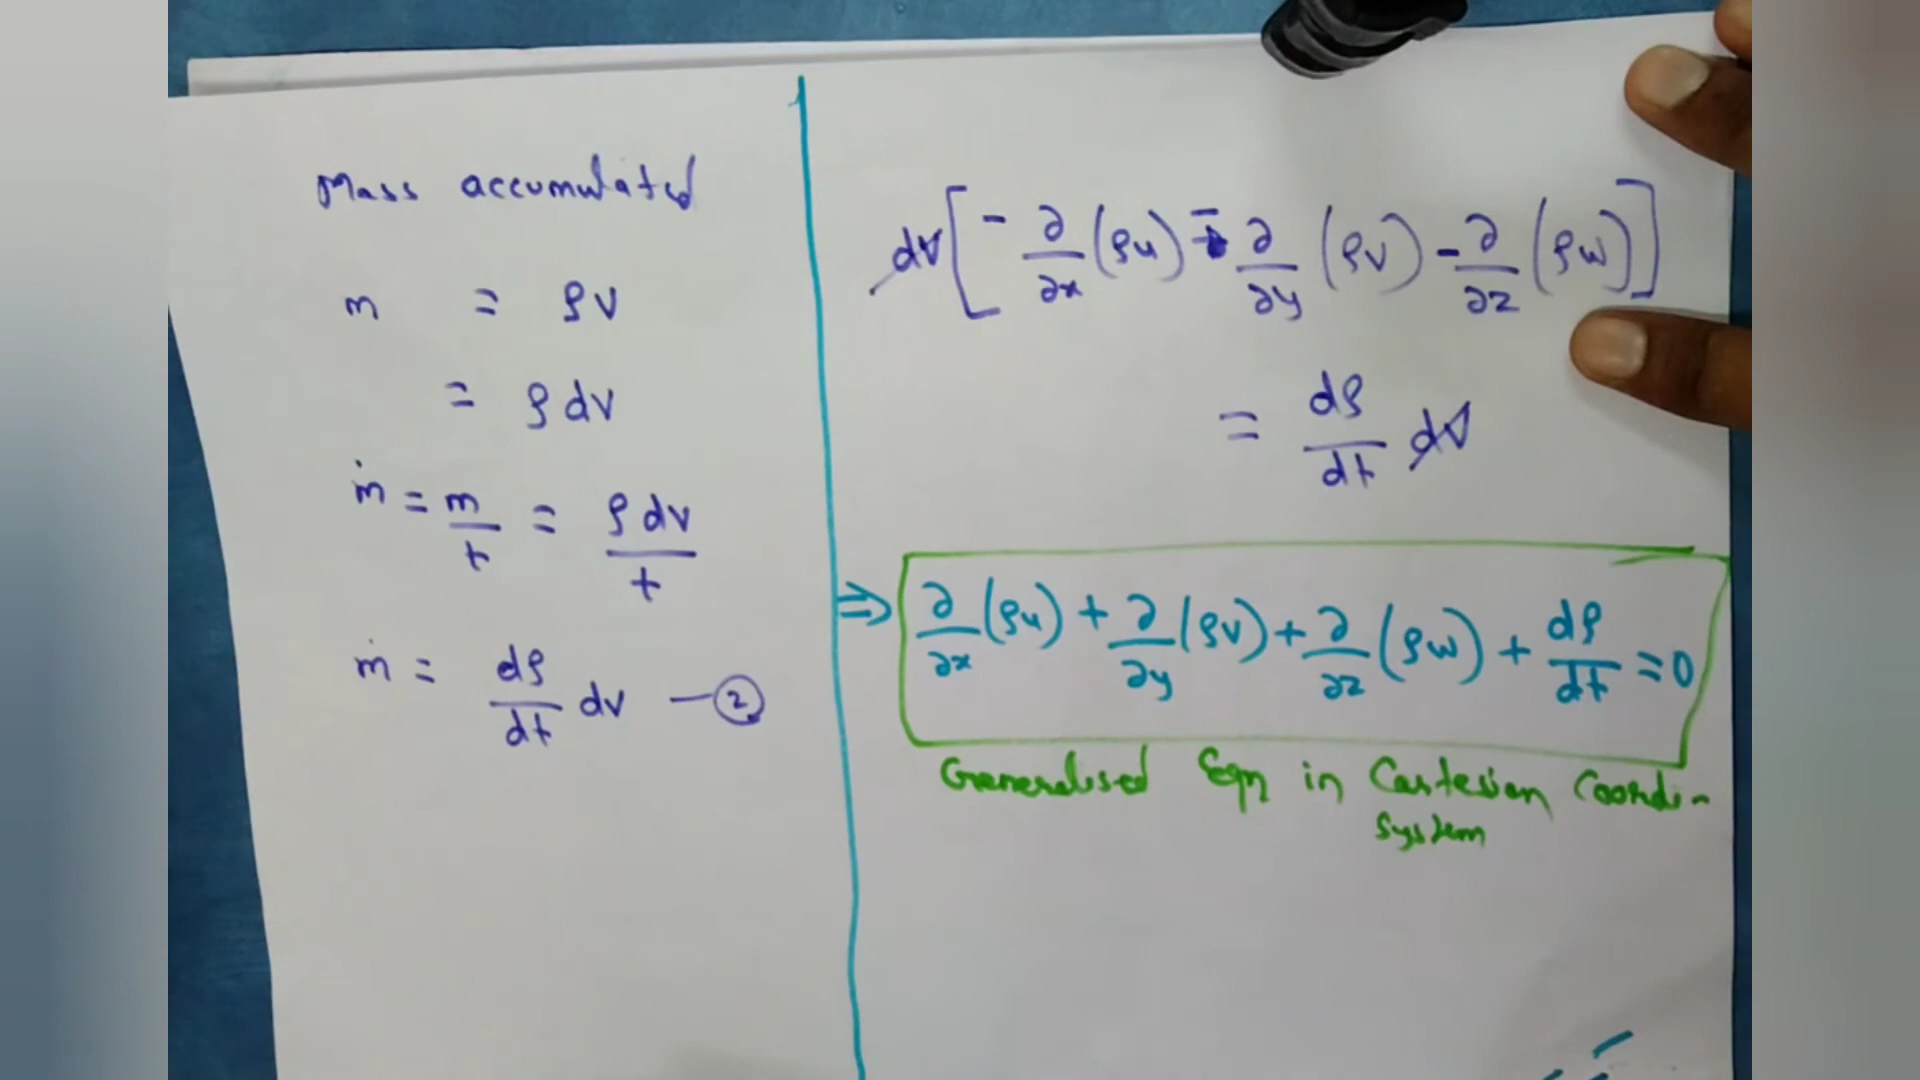 Mass accumulated
m = ρV
= ρ dV
ṁ = m/t = ρ dV/t
ṁ = dρ/dt dV — ②
dV [ - ∂/∂x (ρu) - ∂/∂y (ρV) - ∂/∂z (ρw) ]
= dρ/dt dV
⇒ ∂/∂x (ρu) + ∂/∂y (ρV) + ∂/∂z (ρw) + dρ/dt = 0
Generalised Eqn in Cartesian Coordin
System